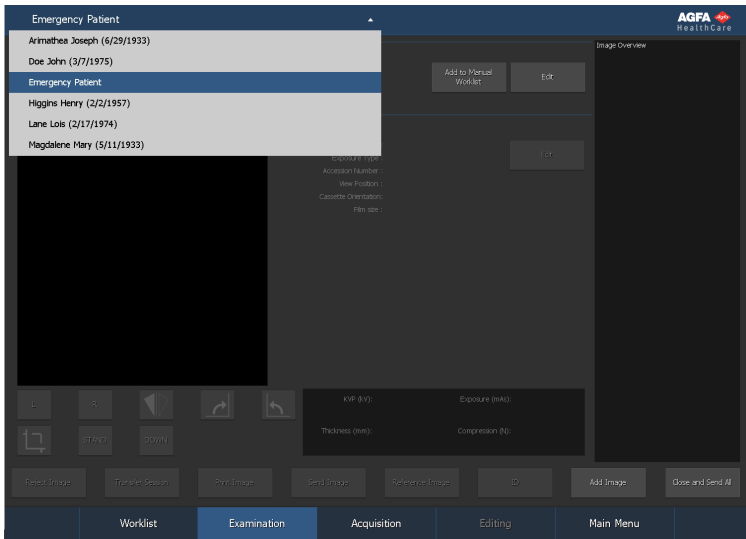 Emergency Patient
AGFA
HealthCare
Arimathea Joseph (6/29/1933)
Doe John (3/7/1975)
Emergency Patient
Higgins Henry (2/2/1957)
Lane Lois (2/17/1974)
Magdalene Mary (5/11/1933)
Add to Manual
Worklist
Edit
Image Overview
Exposure Type :
Accession Number :
View Position :
Cassette Orientation:
Film size :
Edit
L
R
STAND
DOWN
KVP (kV):
Exposure (mAs):
Thickness (mm):
Compression (N):
Reject Image
Transfer Session
Print Image
Send Image
Reference Image
ID
Add Image
Close and Send All
Worklist
Examination
Acquisition
Editing
Main Menu